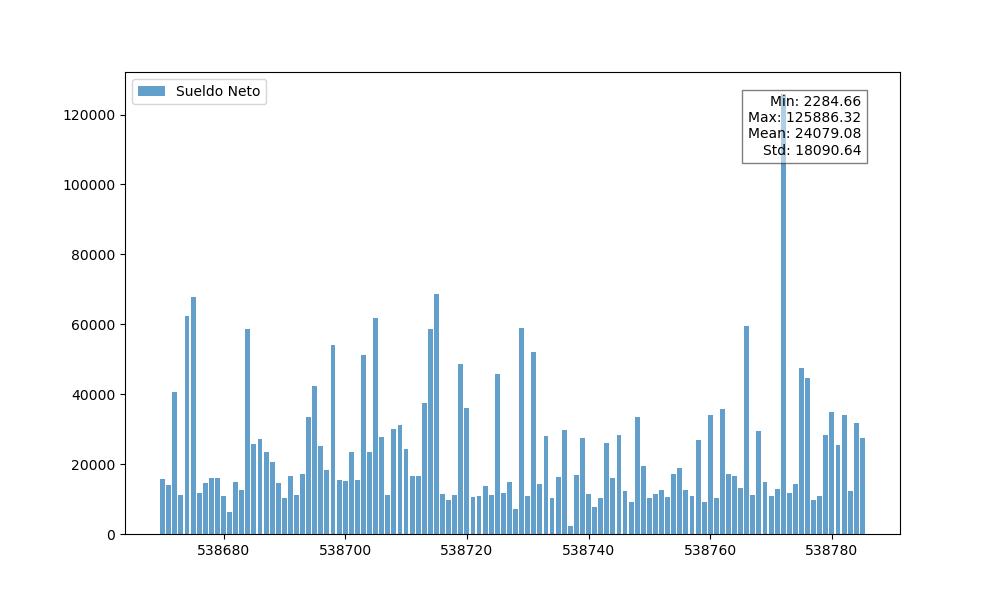 Sueldo Neto
Min: 2284.66
Max: 125886.32
Mean: 24079.08
Std: 18090.64
120000
100000
80000
60000
40000
20000
0
538680 538700 538720 538740 538760 538780